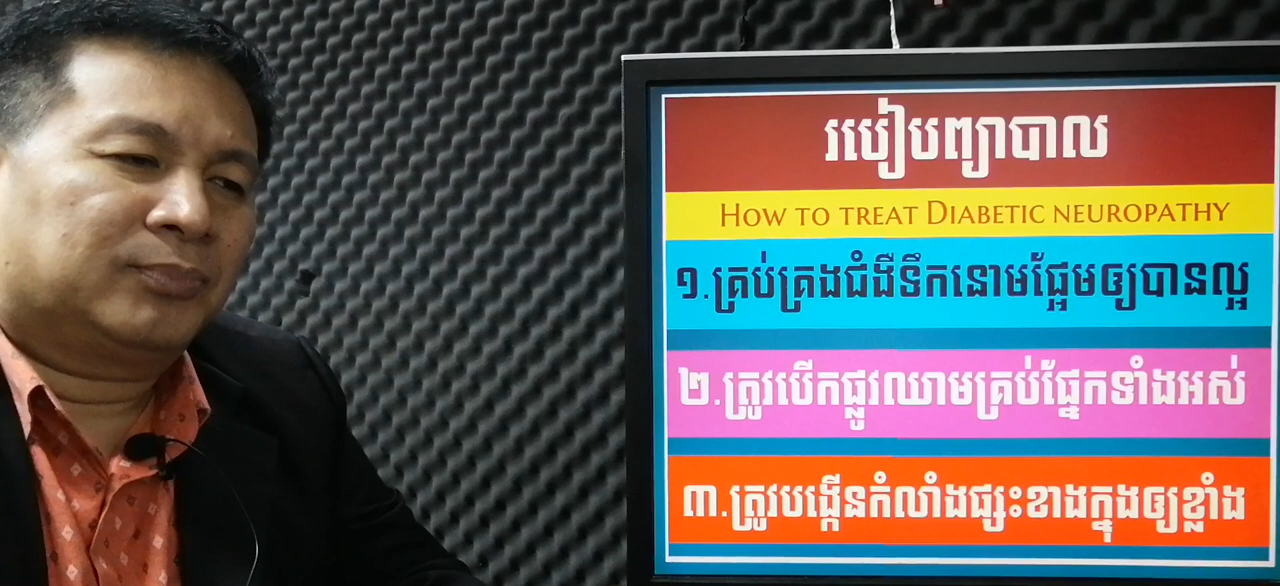 របៀបព្យាបាល
HOW TO TREAT DIABETIC NEUROPATHY
១.គ្រប់គ្រងជំងឺទឹកនោមផ្អែមឲ្យបានល្អ
២.ត្រូវបើកផ្លូវឈាមគ្រប់ផ្នែកទាំងអស់
៣.ត្រូវបង្កើនកំលាំងផ្សះខាងក្នុងឲ្យខ្លាំង